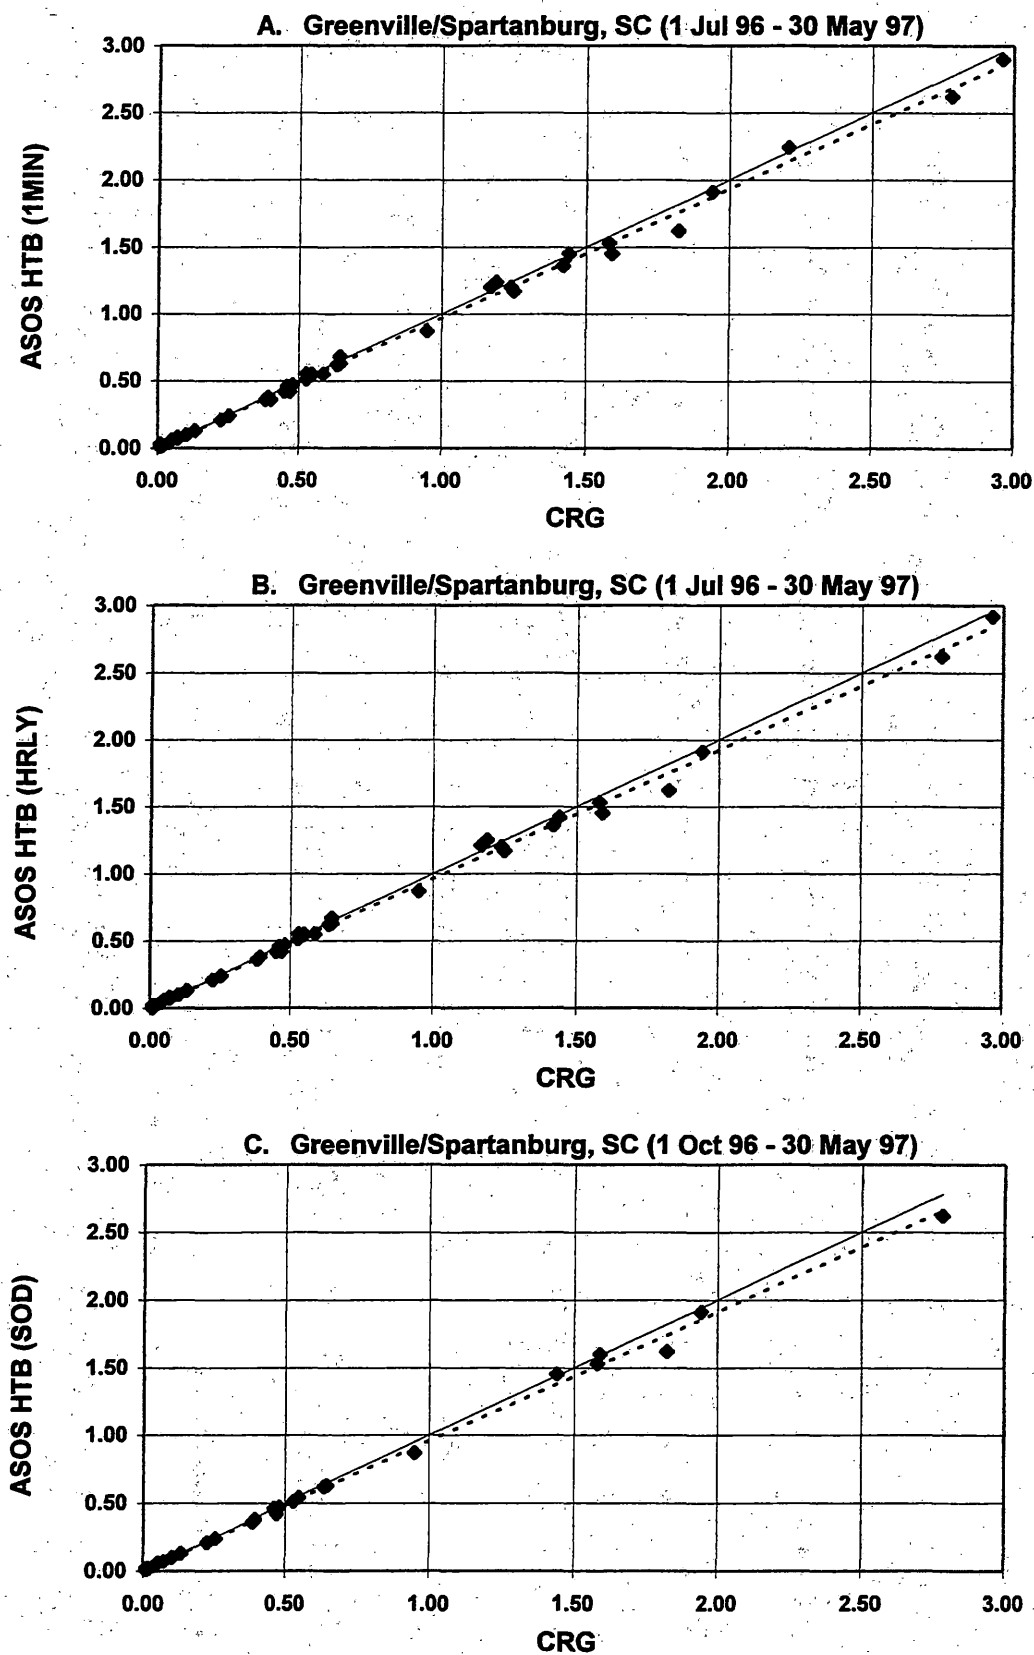 A. Greenville/Spartanburg, SC (1 Jul 96 - 30 May 97)
3.00
2.50
2.00
1.50
1.00
0.50
0.00
ASOS HTB (1MIN)
0.00 0.50 1.00 1.50 2.00 2.50 3.00
CRG
B. Greenville/Spartanburg, SC (1 Jul 96 - 30 May 97)
3.00
2.50
2.00
1.50
1.00
0.50
0.00
ASOS HTB (HRLY)
0.00 0.50 1.00 1.50 2.00 2.50 3.00
CRG
C. Greenville/Spartanburg, SC (1 Oct 96 - 30 May 97)
3.00
2.50
2.00
1.50
1.00
0.50
0.00
ASOS HTB (SOD)
0.00 0.50 1.00 1.50 2.00 2.50 3.00
CRG